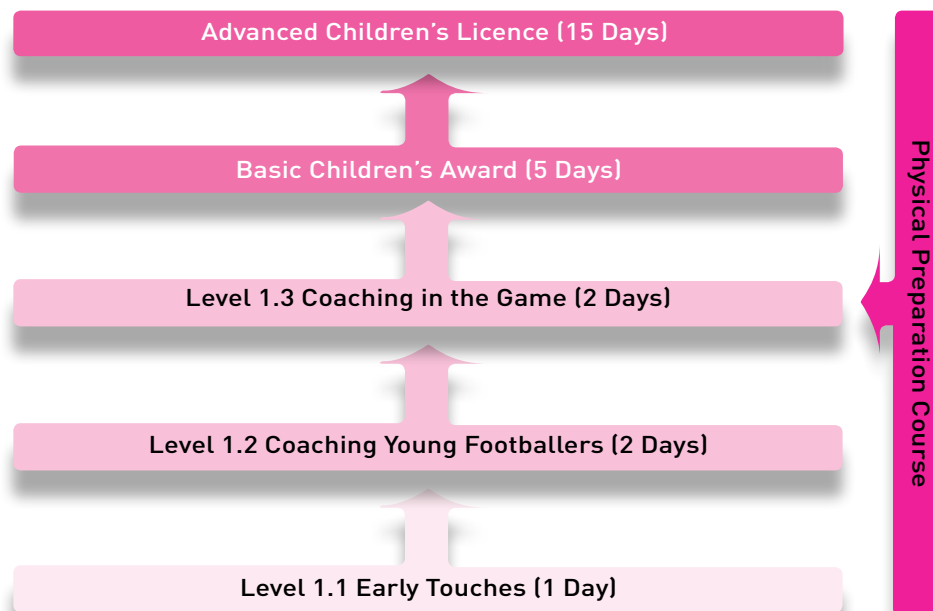 Advanced Children's Licence (15 Days)
Basic Children's Award (5 Days)
Level 1.3 Coaching in the Game (2 Days)
Level 1.2 Coaching Young Footballers (2 Days)
Level 1.1 Early Touches (1 Day)
Physical Preparation Course